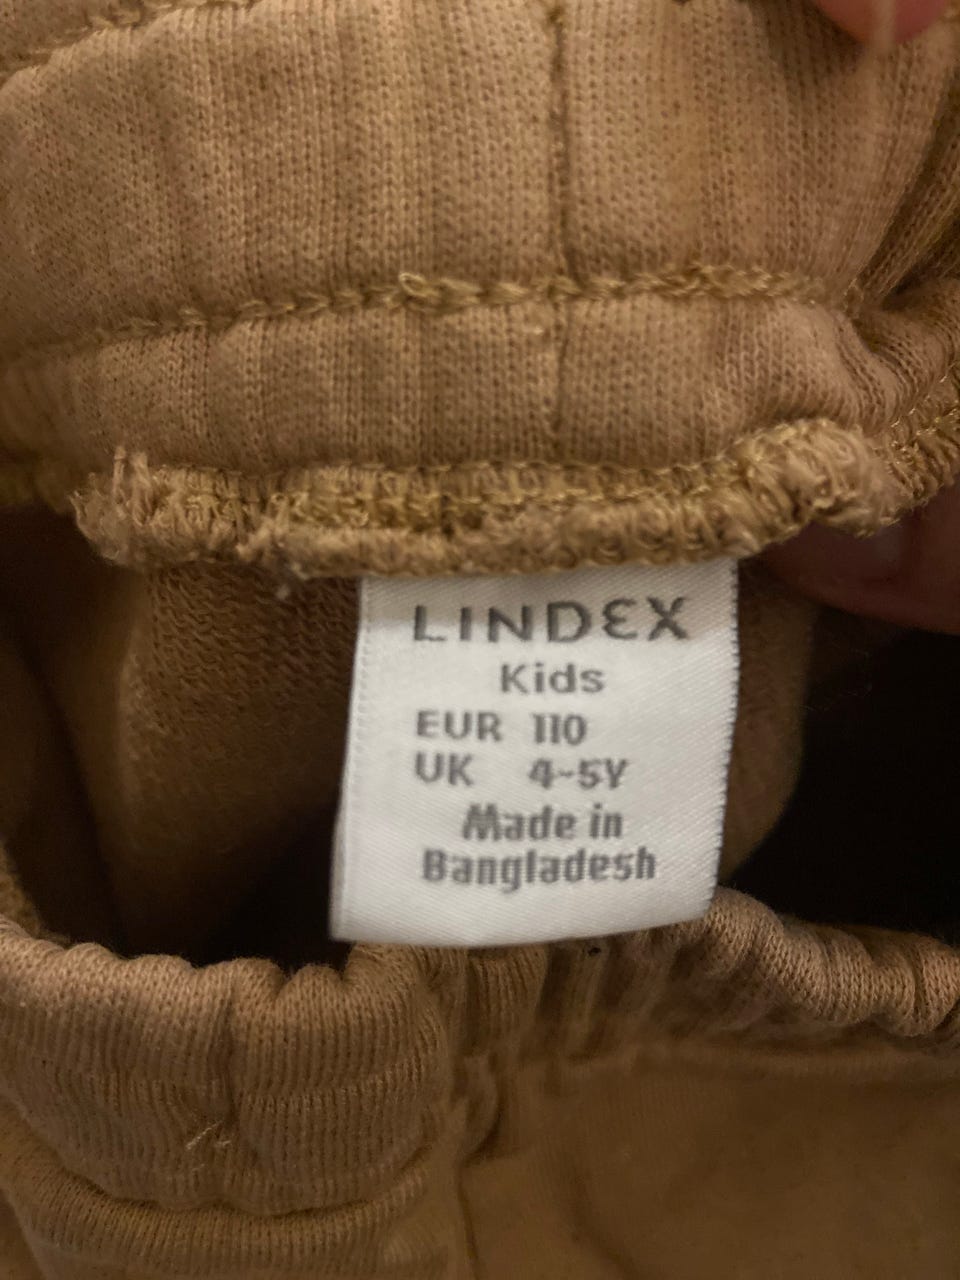 LINDEX
Kids
EUR 110
UK 4-5Y
Made in
Bangladesh